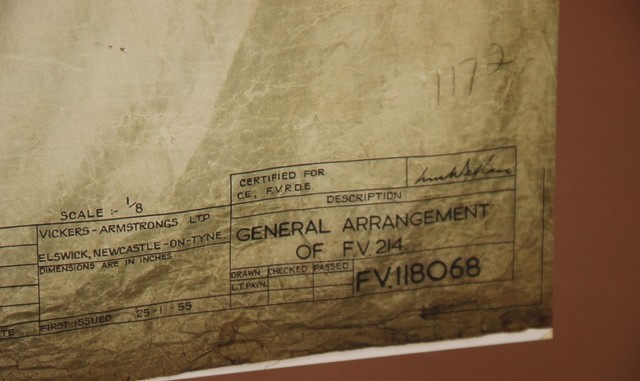 1172
CERTIFIED FOR
C.E., F.V.R.D.E
SCALE :- 1/8
DESCRIPTION
VICKERS-ARMSTRONGS LTD
ELSWICK, NEWCASTLE-ON-TYNE.
DIMENSIONS ARE IN INCHES
GENERAL ARRANGEMENT
OF FV.214.
DRAWN CHECKED PASSED
L.T.PAYN.
FV.118068
FIRST ISSUED 25-1-55